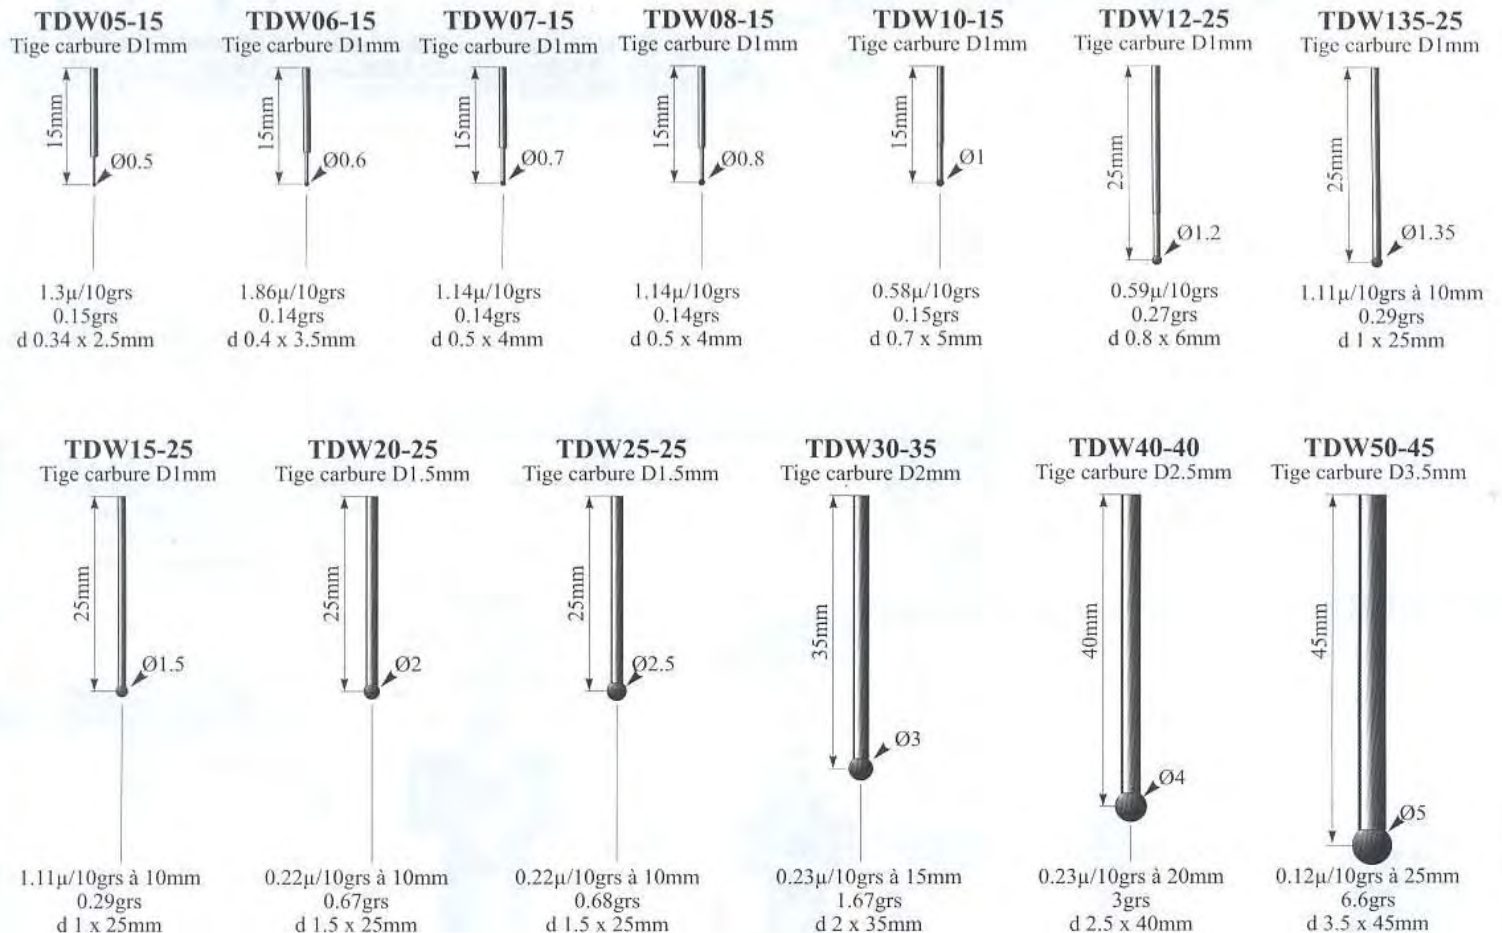 TDW05-15
Tige carbure D1mm
15mm
Ø0.5
1.3µ/10grs
0.15grs
d 0.34 x 2.5mm
TDW06-15
Tige carbure D1mm
15mm
Ø0.6
1.86µ/10grs
0.14grs
d 0.4 x 3.5mm
TDW07-15
Tige carbure D1mm
15mm
Ø0.7
1.14µ/10grs
0.14grs
d 0.5 x 4mm
TDW08-15
Tige carbure D1mm
15mm
Ø0.8
1.14µ/10grs
0.14grs
d 0.5 x 4mm
TDW10-15
Tige carbure D1mm
15mm
Ø1
0.58µ/10grs
0.15grs
d 0.7 x 5mm
TDW12-25
Tige carbure D1mm
25mm
Ø1.2
0.59µ/10grs
0.27grs
d 0.8 x 6mm
TDW135-25
Tige carbure D1mm
25mm
Ø1.35
1.11µ/10grs à 10mm
0.29grs
d 1 x 25mm
TDW15-25
Tige carbure D1mm
25mm
Ø1.5
1.11µ/10grs à 10mm
0.29grs
d 1 x 25mm
TDW20-25
Tige carbure D1.5mm
25mm
Ø2
0.22µ/10grs à 10mm
0.67grs
d 1.5 x 25mm
TDW25-25
Tige carbure D1.5mm
25mm
Ø2.5
0.22µ/10grs à 10mm
0.68grs
d 1.5 x 25mm
TDW30-35
Tige carbure D2mm
35mm
Ø3
0.23µ/10grs à 15mm
1.67grs
d 2 x 35mm
TDW40-40
Tige carbure D2.5mm
40mm
Ø4
0.23µ/10grs à 20mm
3grs
d 2.5 x 40mm
TDW50-45
Tige carbure D3.5mm
45mm
Ø5
0.12µ/10grs à 25mm
6.6grs
d 3.5 x 45mm